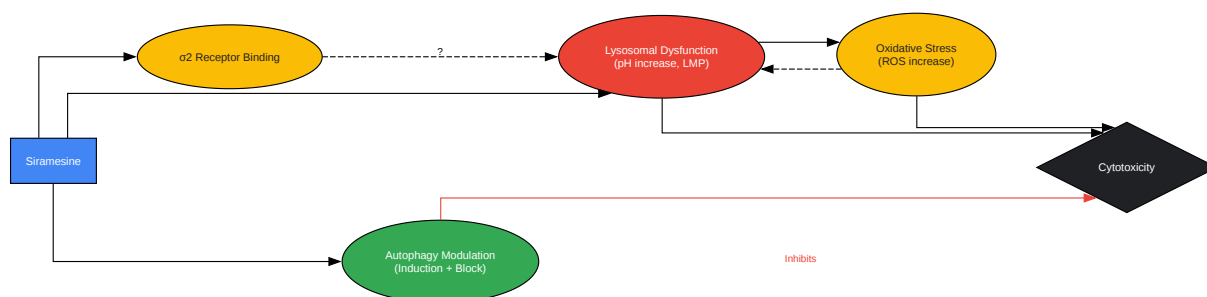 ?
σ2 Receptor Binding
Lysosomal Dysfunction
(pH increase, LMP)
Oxidative Stress
(ROS increase)
Siramesine
Cytotoxicity
Autophagy Modulation
(Induction + Block)
Inhibits